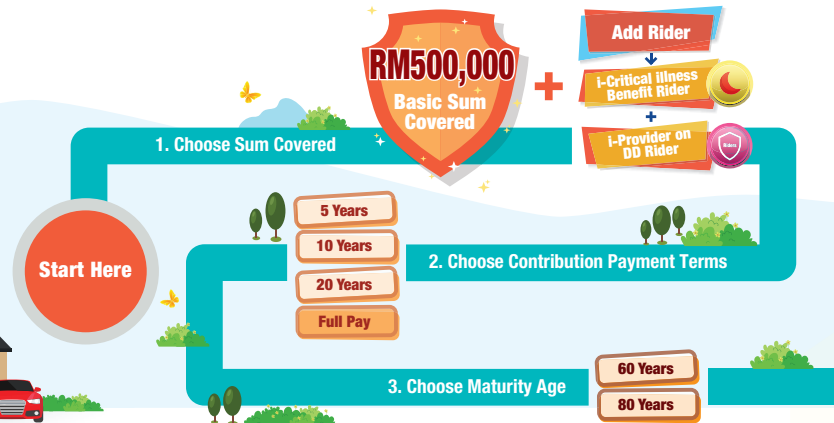 RM500,000
Basic Sum
Covered
+
Add Rider
i-Critical illness
Benefit Rider
+
i-Provider on
DD Rider
1. Choose Sum Covered
Start Here
5 Years
10 Years
20 Years
Full Pay
2. Choose Contribution Payment Terms
3. Choose Maturity Age
60 Years
80 Years